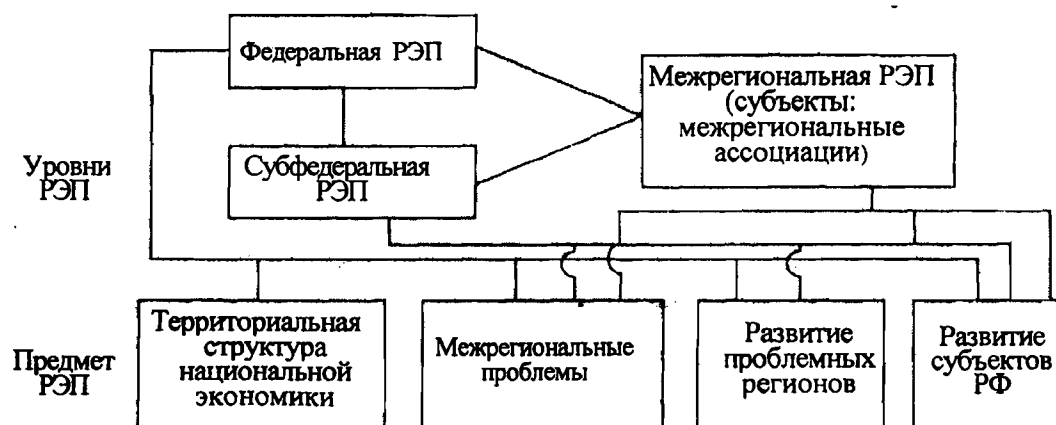 Федеральная РЭП
Межрегиональная РЭП
(субъекты:
межрегиональные
ассоциации)
Уровни
РЭП
Субфедеральная
РЭП
Предмет
РЭП
Территориальная
структура
национальной
экономики
Межрегиональные
проблемы
Развитие
проблемных
регионов
Развитие
субъектов
РФ